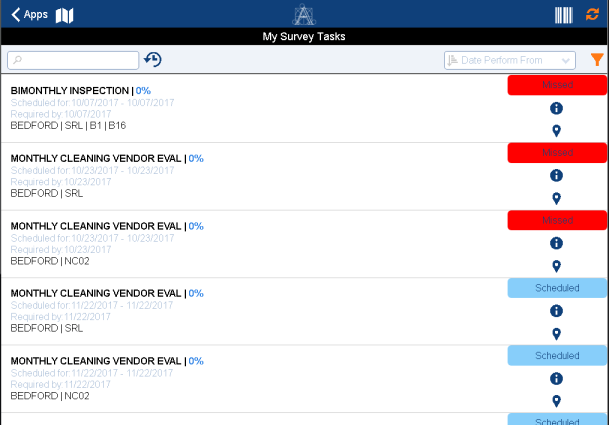 Apps
My Survey Tasks
Date Perform From
BIMONTHLY INSPECTION | 0%
Missed
Scheduled for:10/07/2017 - 10/07/2017
Required by:10/07/2017
BEDFORD | SRL | B1 | B16
MONTHLY CLEANING VENDOR EVAL | 0%
Missed
Scheduled for:10/23/2017 - 10/23/2017
Required by:10/23/2017
BEDFORD | SRL
MONTHLY CLEANING VENDOR EVAL | 0%
Missed
Scheduled for:10/23/2017 - 10/23/2017
Required by:10/23/2017
BEDFORD | NC02
MONTHLY CLEANING VENDOR EVAL | 0%
Scheduled
Scheduled for:11/22/2017 - 11/22/2017
Required by:11/22/2017
BEDFORD | SRL
MONTHLY CLEANING VENDOR EVAL | 0%
Scheduled
Scheduled for:11/22/2017 - 11/22/2017
Required by:11/22/2017
BEDFORD | NC02
Scheduled